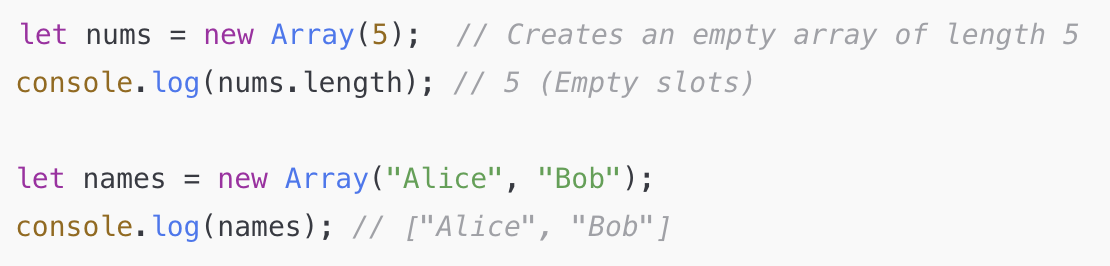 let nums = new Array(5);  // Creates an empty array of length 5
console.log(nums.length); // 5 (Empty slots)
let names = new Array("Alice", "Bob");
console.log(names); // ["Alice", "Bob"]